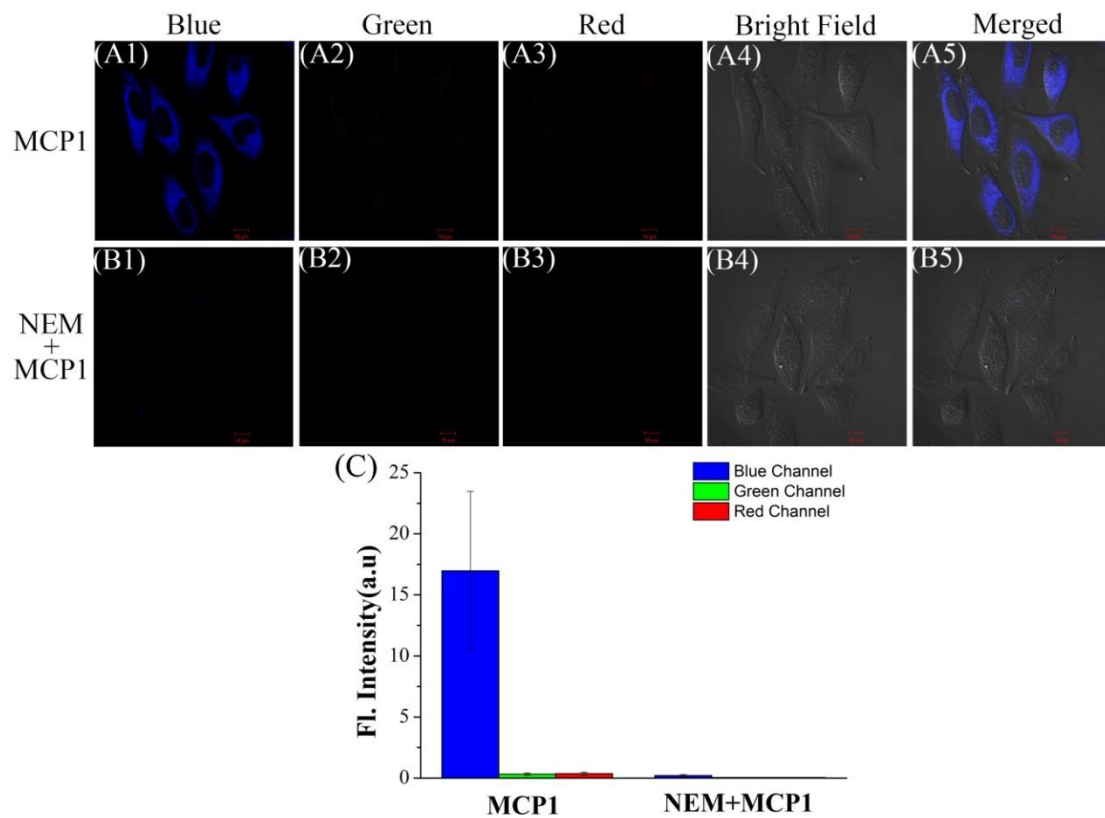 Blue Green Red Bright Field Merged
MCP1
(A1) (A2) (A3) (A4) (A5)
NEM
+
MCP1
(B1) (B2) (B3) (B4) (B5)
(C)
Fl. Intensity(a.u)
25
20
15
10
5
0
Blue Channel
Green Channel
Red Channel
MCP1 NEM+MCP1